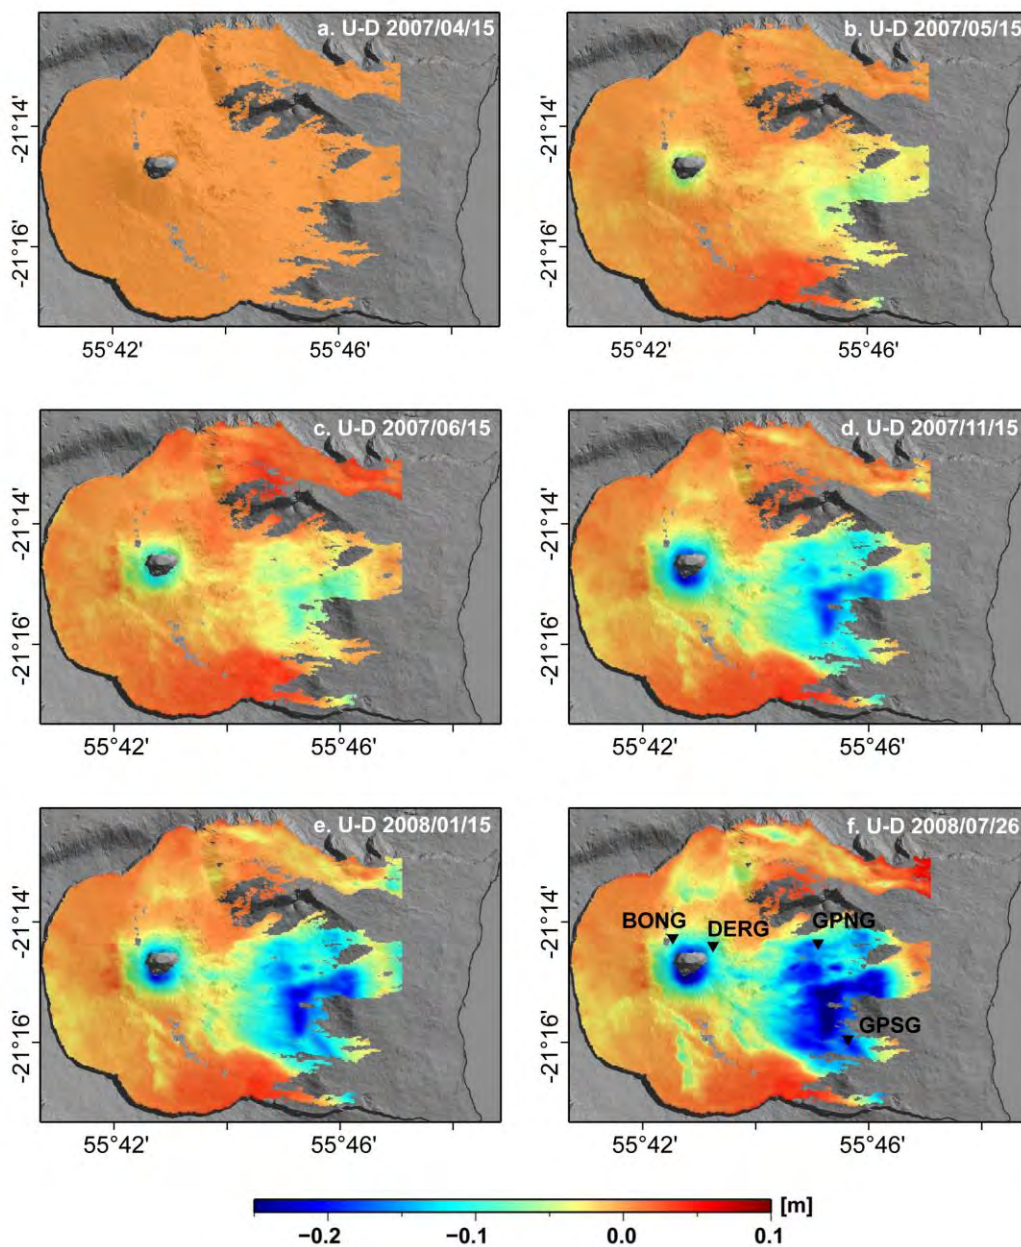 a. U-D 2007/04/15
b. U-D 2007/05/15
-21°14'
-21°14'
-21°16'
-21°16'
55°42'
55°46'
55°42'
55°46'
c. U-D 2007/06/15
d. U-D 2007/11/15
-21°14'
-21°14'
-21°16'
-21°16'
55°42'
55°46'
55°42'
55°46'
e. U-D 2008/01/15
f. U-D 2008/07/26
-21°14'
-21°14'
BONG
DERG
GPNG
-21°16'
-21°16'
GPSG
55°42'
55°46'
55°42'
55°46'
[m]
−0.2 −0.1 0.0 0.1